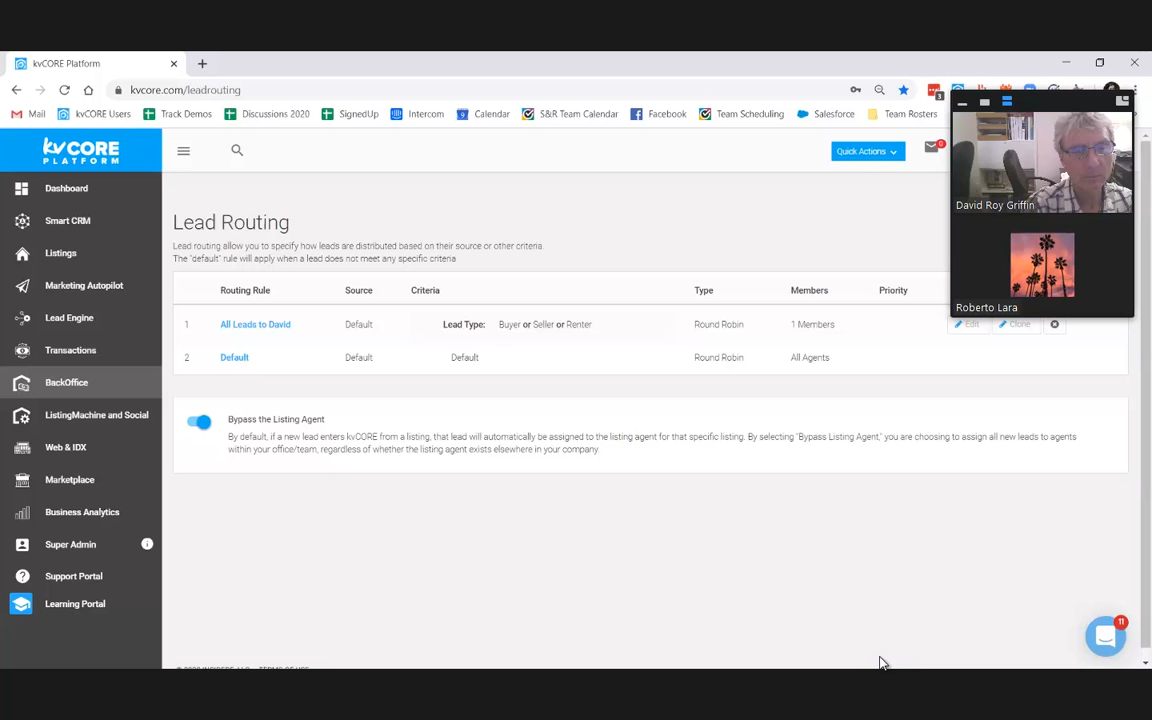 kvCORE Platform
kvcore.com/leadrouting
3
Mail kvCORE Users Track Demos Discussions 2020 SignedUp Intercom Calendar S&R Team Calendar Facebook Team Scheduling Salesforce Team Rosters
kvCORE
PLATFORM
Quick Actions
0
David Roy Griffin
Roberto Lara
Dashboard
Smart CRM
Listings
Marketing Autopilot
Lead Engine
Transactions
BackOffice
ListingMachine and Social
Web & IDX
Marketplace
Business Analytics
Super Admin
Support Portal
Learning Portal
Lead Routing
Lead routing allow you to specify how leads are distributed based on their source or other criteria.
The "default" rule will apply when a lead does not meet any specific criteria
Routing Rule Source Criteria Type Members Priority
1 All Leads to David Default Lead Type: Buyer or Seller or Renter Round Robin 1 Members Edit Clone
2 Default Default Default Round Robin All Agents
Bypass the Listing Agent
By default, if a new lead enters kvCORE from a listing, that lead will automatically be assigned to the listing agent for that specific listing. By selecting "Bypass Listing Agent," you are choosing to assign all new leads to agents
within your office/team, regardless of whether the listing agent exists elsewhere in your company.
11